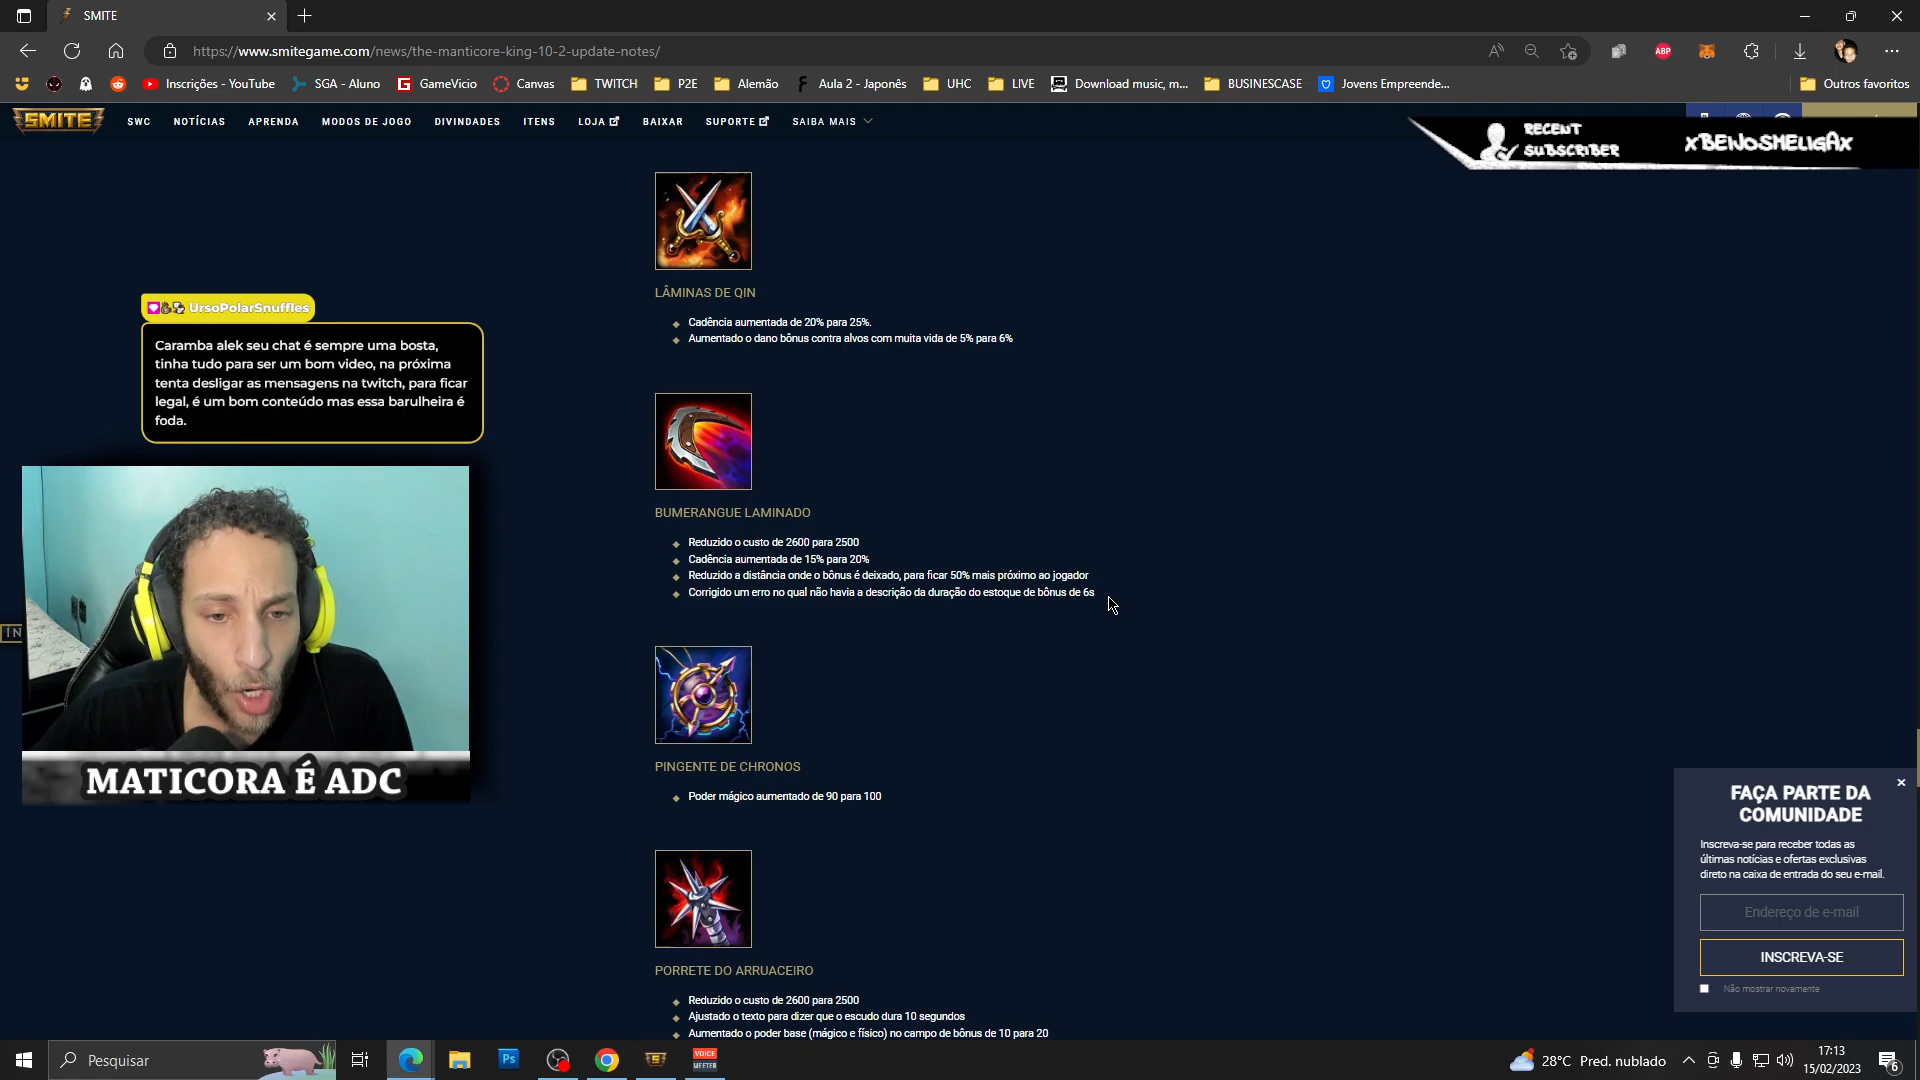 SMITE
https://www.smitegame.com/news/the-manticore-king-10-2-update-notes/
ABP
Inscrições - YouTube
SGA - Aluno
GameVicio
Canvas
TWITCH
P2E
Alemão
Aula 2 - Japonês
UHC
LIVE
Download music, m...
BUSINESCASE
Jovens Empreende...
Outros favoritos
SMITE
SWC
NOTÍCIAS
APRENDA
MODOS DE JOGO
DIVINDADES
ITENS
LOJA
BAIXAR
SUPORTE
SAIBA MAIS
RECENT
SUBSCRIBER
xBEIJOSMELIGAx
LÂMINAS DE QIN
Cadência aumentada de 20% para 25%.
Aumentado o dano bônus contra alvos com muita vida de 5% para 6%
UrsoPolarSnuffles
Caramba alek seu chat é sempre uma bosta,
tinha tudo para ser um bom video, na próxima
tenta desligar as mensagens na twitch, para ficar
legal, é um bom conteúdo mas essa barulheira é
foda.
BUMERANGUE LAMINADO
Reduzido o custo de 2600 para 2500
Cadência aumentada de 15% para 20%
Reduzido a distância onde o bônus é deixado, para ficar 50% mais próximo ao jogador
Corrigido um erro no qual não havia a descrição da duração do estoque de bônus de 6s
IN
PINGENTE DE CHRONOS
Poder mágico aumentado de 90 para 100
MATICORA É ADC
PORRETE DO ARRUACEIRO
Reduzido o custo de 2600 para 2500
Ajustado o texto para dizer que o escudo dura 10 segundos
Aumentado o poder base (mágico e físico) no campo de bônus de 10 para 20
FAÇA PARTE DA
COMUNIDADE
Inscreva-se para receber todas as
últimas notícias e ofertas exclusivas
direto na caixa de entrada do seu e-mail.
Endereço de e-mail
INSCREVA-SE
Não mostrar novamente
Pesquisar
Ps
VOICE
MEETER
28°C Pred. nublado
17:13
15/02/2023
6